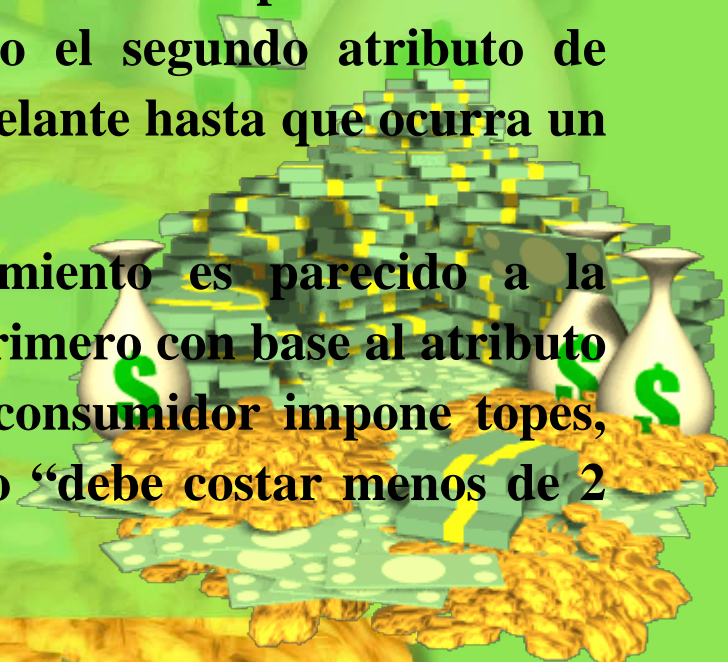 o el segundo atributo de
elante hasta que ocurra un
miento es parecido a la
rimero con base al atributo
consumidor impone topes,
o “debe costar menos de 2
$
$ $